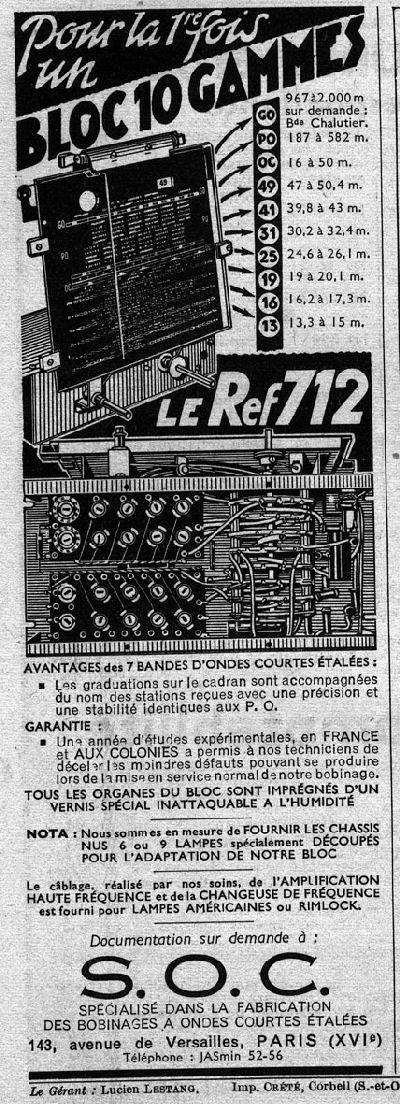 Pour la 1re fois
un
BLOC 10 GAMMES
GO 967 à 2.000 m
sur demande :
Bde Chalutier.
PO 187 à 582 m.
OC 16 à 50 m.
49 47 à 50,4 m.
41 39,8 à 43 m.
31 30,2 à 32,4 m.
25 24,6 à 26,1 m.
19 19 à 20,1 m.
16 16,2 à 17,3 m.
13 13,3 à 15 m.
49
GO
PO
OC
LE Ref 712
AVANTAGES des 7 BANDES D'ONDES COURTES ÉTALÉES :
▪ Les graduations sur le cadran sont accompagnées
du nom des stations reçues avec une précision et
une stabilité identiques aux P. O.
GARANTIE :
▪ Une année d'études expérimentales, en FRANCE
et AUX COLONIES a permis à nos techniciens de
déceler les moindres défauts pouvant se produire
lors de la mise en service normal de notre bobinage.
TOUS LES ORGANES DU BLOC SONT IMPRÉGNÉS D'UN
VERNIS SPÉCIAL INATTAQUABLE A L'HUMIDITÉ
NOTA : Nous sommes en mesure de FOURNIR LES CHASSIS
NUS 6 ou 9 LAMPES spécialement DÉCOUPÉS
POUR L'ADAPTATION DE NOTRE BLOC
Le câblage, réalisé par nos soins, de l'AMPLIFICATION
HAUTE FRÉQUENCE et de la CHANGEUSE DE FRÉQUENCE
est fourni pour LAMPES AMÉRICAINES ou RIMLOCK.
Documentation sur demande à :
S.O.C.
SPÉCIALISÉ DANS LA FABRICATION
DES BOBINAGES A ONDES COURTES ÉTALÉES
143, avenue de Versailles, PARIS (XVIe)
Téléphone : JASmin 52-56
Le Gérant : Lucien LESTANG. Imp. CRÉTÉ, Corbeil (S.-et-O